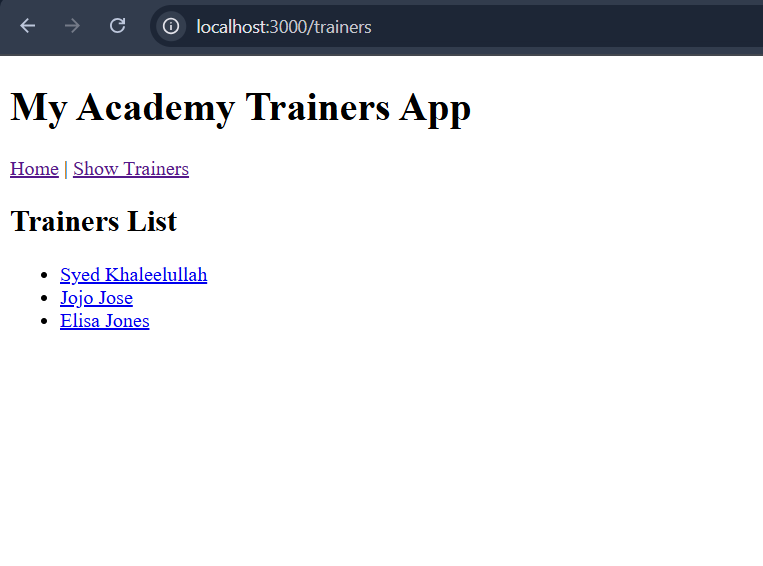 localhost:3000/trainers
My Academy Trainers App
Home | Show Trainers
Trainers List
Syed Khaleelullah
Jojo Jose
Elisa Jones